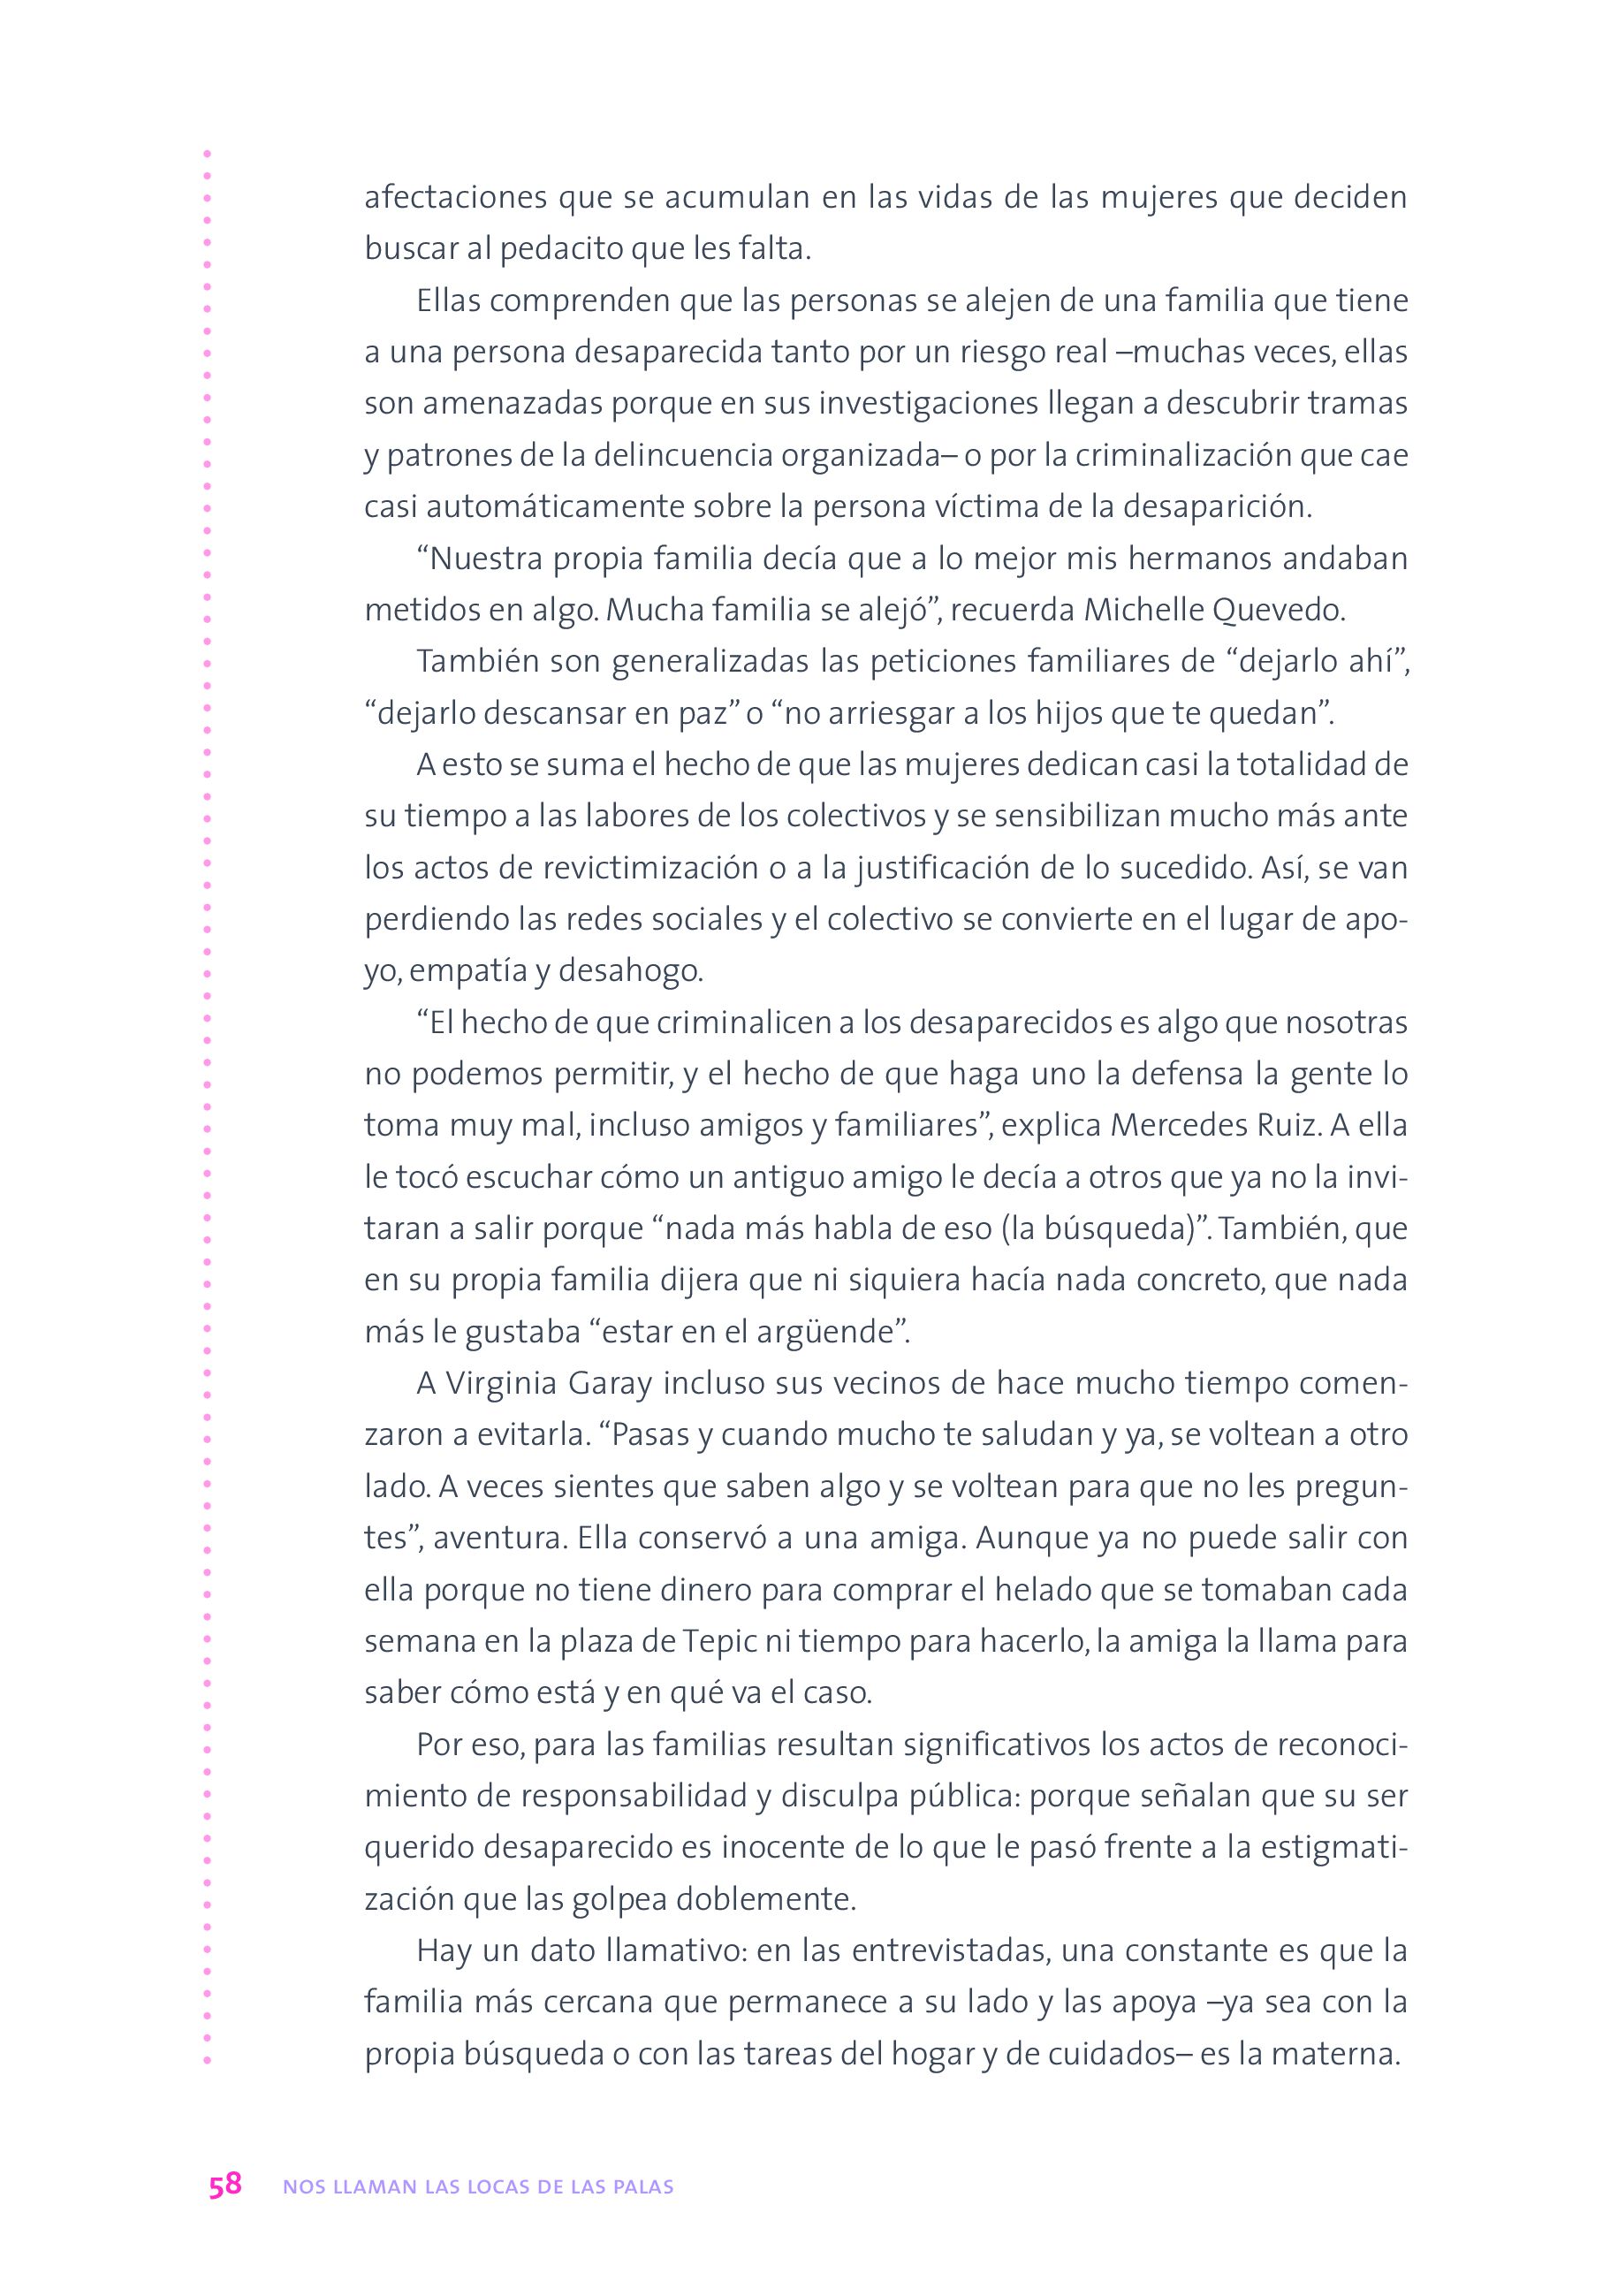 afectaciones que se acumulan en las vidas de las mujeres que deciden
buscar al pedacito que les falta.
Ellas comprenden que las personas se alejen de una familia que tiene
a una persona desaparecida tanto por un riesgo real –muchas veces, ellas
son amenazadas porque en sus investigaciones llegan a descubrir tramas
y patrones de la delincuencia organizada– o por la criminalización que cae
casi automáticamente sobre la persona víctima de la desaparición.
“Nuestra propia familia decía que a lo mejor mis hermanos andaban
metidos en algo. Mucha familia se alejó”, recuerda Michelle Quevedo.
También son generalizadas las peticiones familiares de “dejarlo ahí”,
“dejarlo descansar en paz” o “no arriesgar a los hijos que te quedan”.
A esto se suma el hecho de que las mujeres dedican casi la totalidad de
su tiempo a las labores de los colectivos y se sensibilizan mucho más ante
los actos de revictimización o a la justificación de lo sucedido. Así, se van
perdiendo las redes sociales y el colectivo se convierte en el lugar de apo-
yo, empatía y desahogo.
“El hecho de que criminalicen a los desaparecidos es algo que nosotras
no podemos permitir, y el hecho de que haga uno la defensa la gente lo
toma muy mal, incluso amigos y familiares”, explica Mercedes Ruiz. A ella
le tocó escuchar cómo un antiguo amigo le decía a otros que ya no la invi-
taran a salir porque “nada más habla de eso (la búsqueda)”. También, que
en su propia familia dijera que ni siquiera hacía nada concreto, que nada
más le gustaba “estar en el argüende”.
A Virginia Garay incluso sus vecinos de hace mucho tiempo comen-
zaron a evitarla. “Pasas y cuando mucho te saludan y ya, se voltean a otro
lado. A veces sientes que saben algo y se voltean para que no les pregun-
tes”, aventura. Ella conservó a una amiga. Aunque ya no puede salir con
ella porque no tiene dinero para comprar el helado que se tomaban cada
semana en la plaza de Tepic ni tiempo para hacerlo, la amiga la llama para
saber cómo está y en qué va el caso.
Por eso, para las familias resultan significativos los actos de reconoci-
miento de responsabilidad y disculpa pública: porque señalan que su ser
querido desaparecido es inocente de lo que le pasó frente a la estigmati-
zación que las golpea doblemente.
Hay un dato llamativo: en las entrevistadas, una constante es que la
familia más cercana que permanece a su lado y las apoya –ya sea con la
propia búsqueda o con las tareas del hogar y de cuidados– es la materna.
58 NOS LLAMAN LAS LOCAS DE LAS PALAS